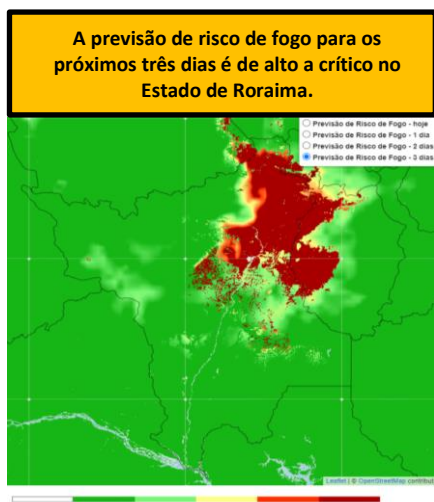 A previsão de risco de fogo para os
próximos três dias é de alto a crítico no
Estado de Roraima.
Previsão de Risco de Fogo - hoje
Previsão de Risco de Fogo - 1 dia
Previsão de Risco de Fogo - 2 dias
Previsão de Risco de Fogo - 3 dias
Leaflet | © OpenStreetMap contribut